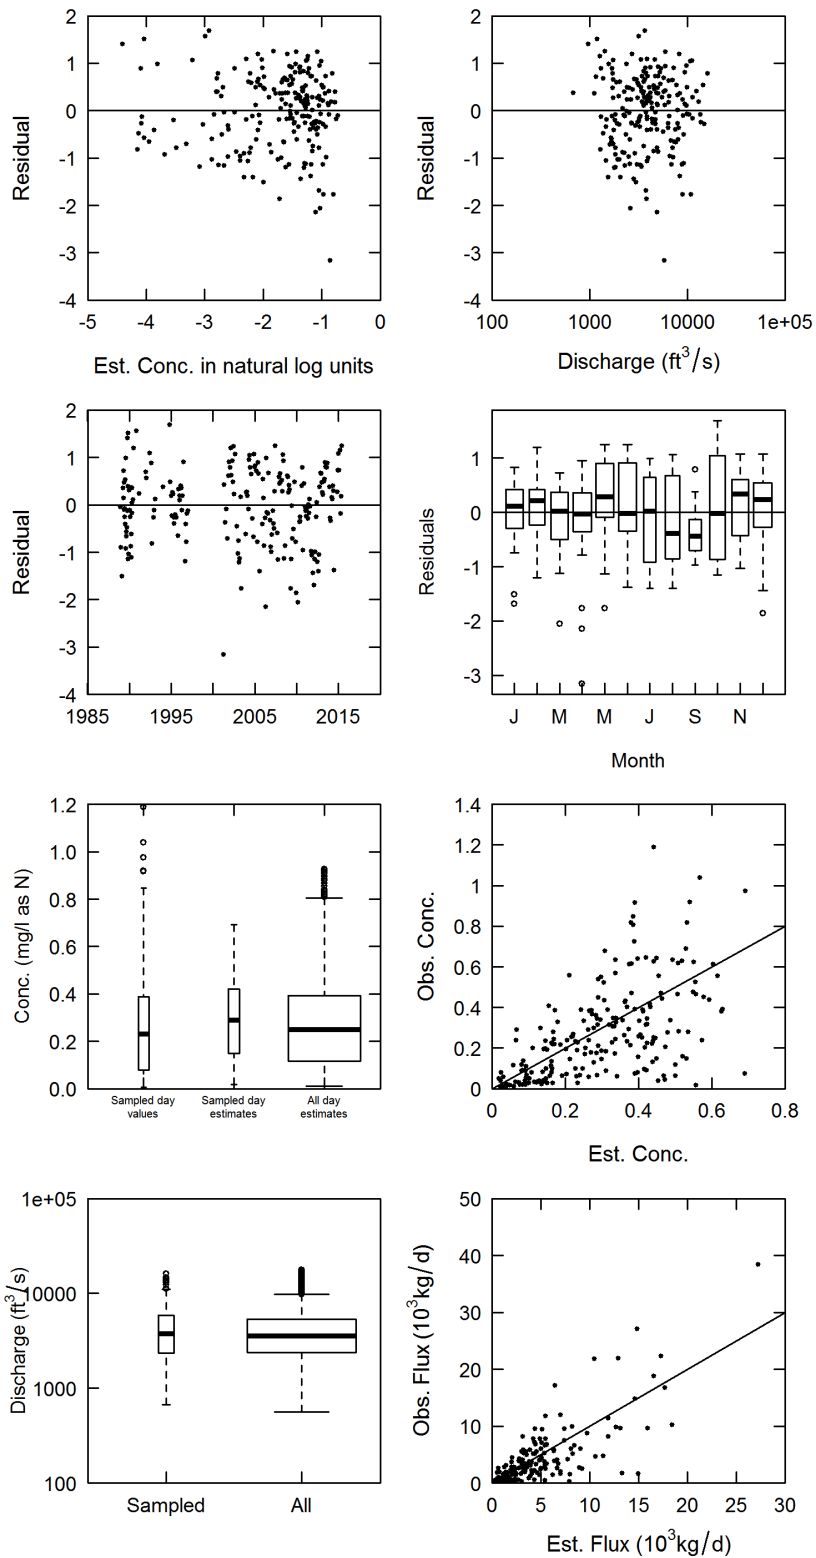 2
1
0
-1
-2
-3
-4
Residual
-5 -4 -3 -2 -1 0
Est. Conc. in natural log units
2
1
0
-1
-2
-3
-4
Residual
100 1000 10000 1e+05
Discharge (ft³/s)
2
1
0
-1
-2
-3
-4
Residual
1985 1995 2005 2015
1
0
-1
-2
-3
Residuals
J M M J S N
Month
1.2
1.0
0.8
0.6
0.4
0.2
0.0
Conc. (mg/l as N)
Sampled day Sampled day All day
values estimates estimates
1.4
1.2
1
0.8
0.6
0.4
0.2
0
Obs. Conc.
0 0.2 0.4 0.6 0.8
Est. Conc.
1e+05
10000
1000
100
Discharge (ft³/s)
Sampled All
50
40
30
20
10
0
Obs. Flux (10³kg/d)
0 5 10 15 20 25 30
Est. Flux (10³kg/d)